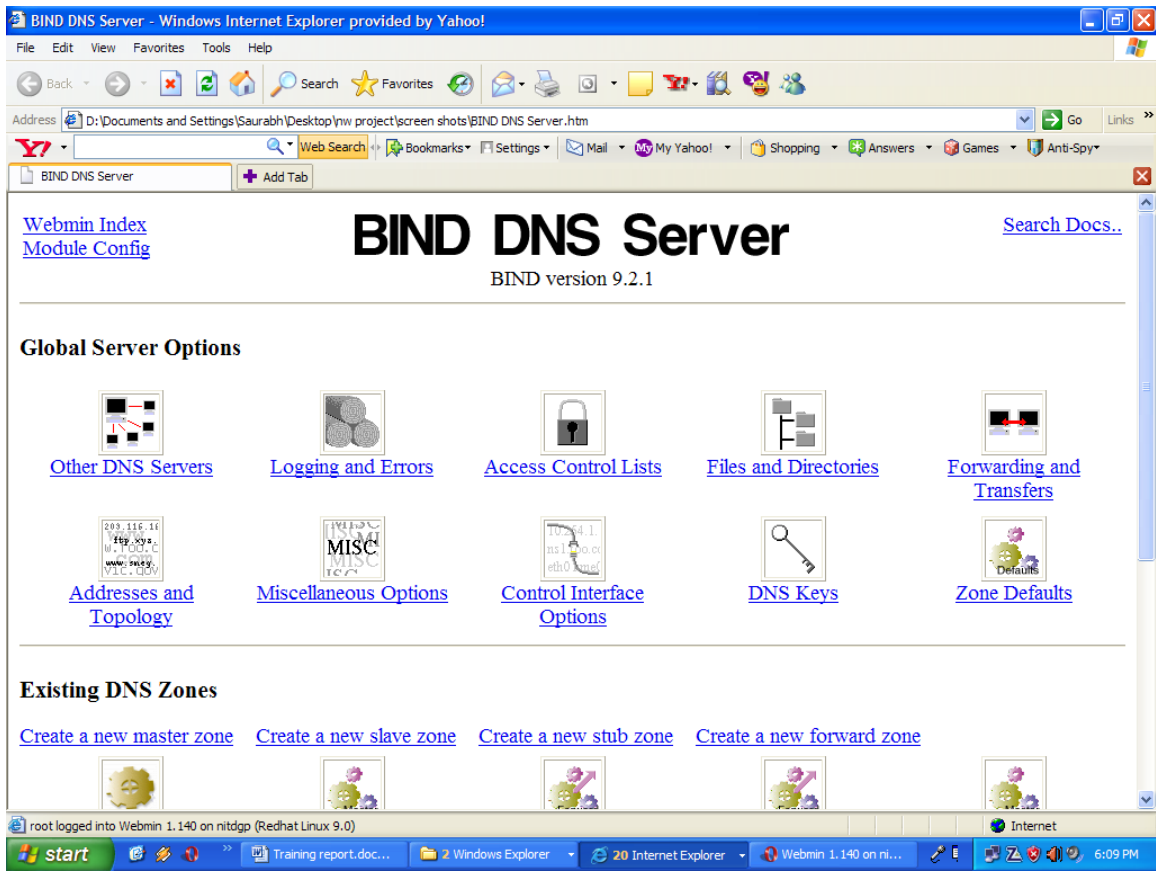 BIND DNS Server - Windows Internet Explorer provided by Yahoo!
File Edit View Favorites Tools Help
Back Search Favorites
Address D:\Documents and Settings\Saurabh\Desktop\nw project\screen shots\BIND DNS Server.htm Go Links »
Y! Web Search Bookmarks Settings Mail My Yahoo! Shopping Answers Games Anti-Spy
BIND DNS Server Add Tab
Webmin Index
Module Config
BIND DNS Server
Search Docs..
BIND version 9.2.1
Global Server Options
Other DNS Servers Logging and Errors Access Control Lists Files and Directories Forwarding and Transfers
MISC Defaults
Addresses and Topology Miscellaneous Options Control Interface Options DNS Keys Zone Defaults
Existing DNS Zones
Create a new master zone Create a new slave zone Create a new stub zone Create a new forward zone
root logged into Webmin 1.140 on nitdgp (Redhat Linux 9.0) Internet
start » Training report.doc... 2 Windows Explorer 20 Internet Explorer Webmin 1.140 on ni... 6:09 PM